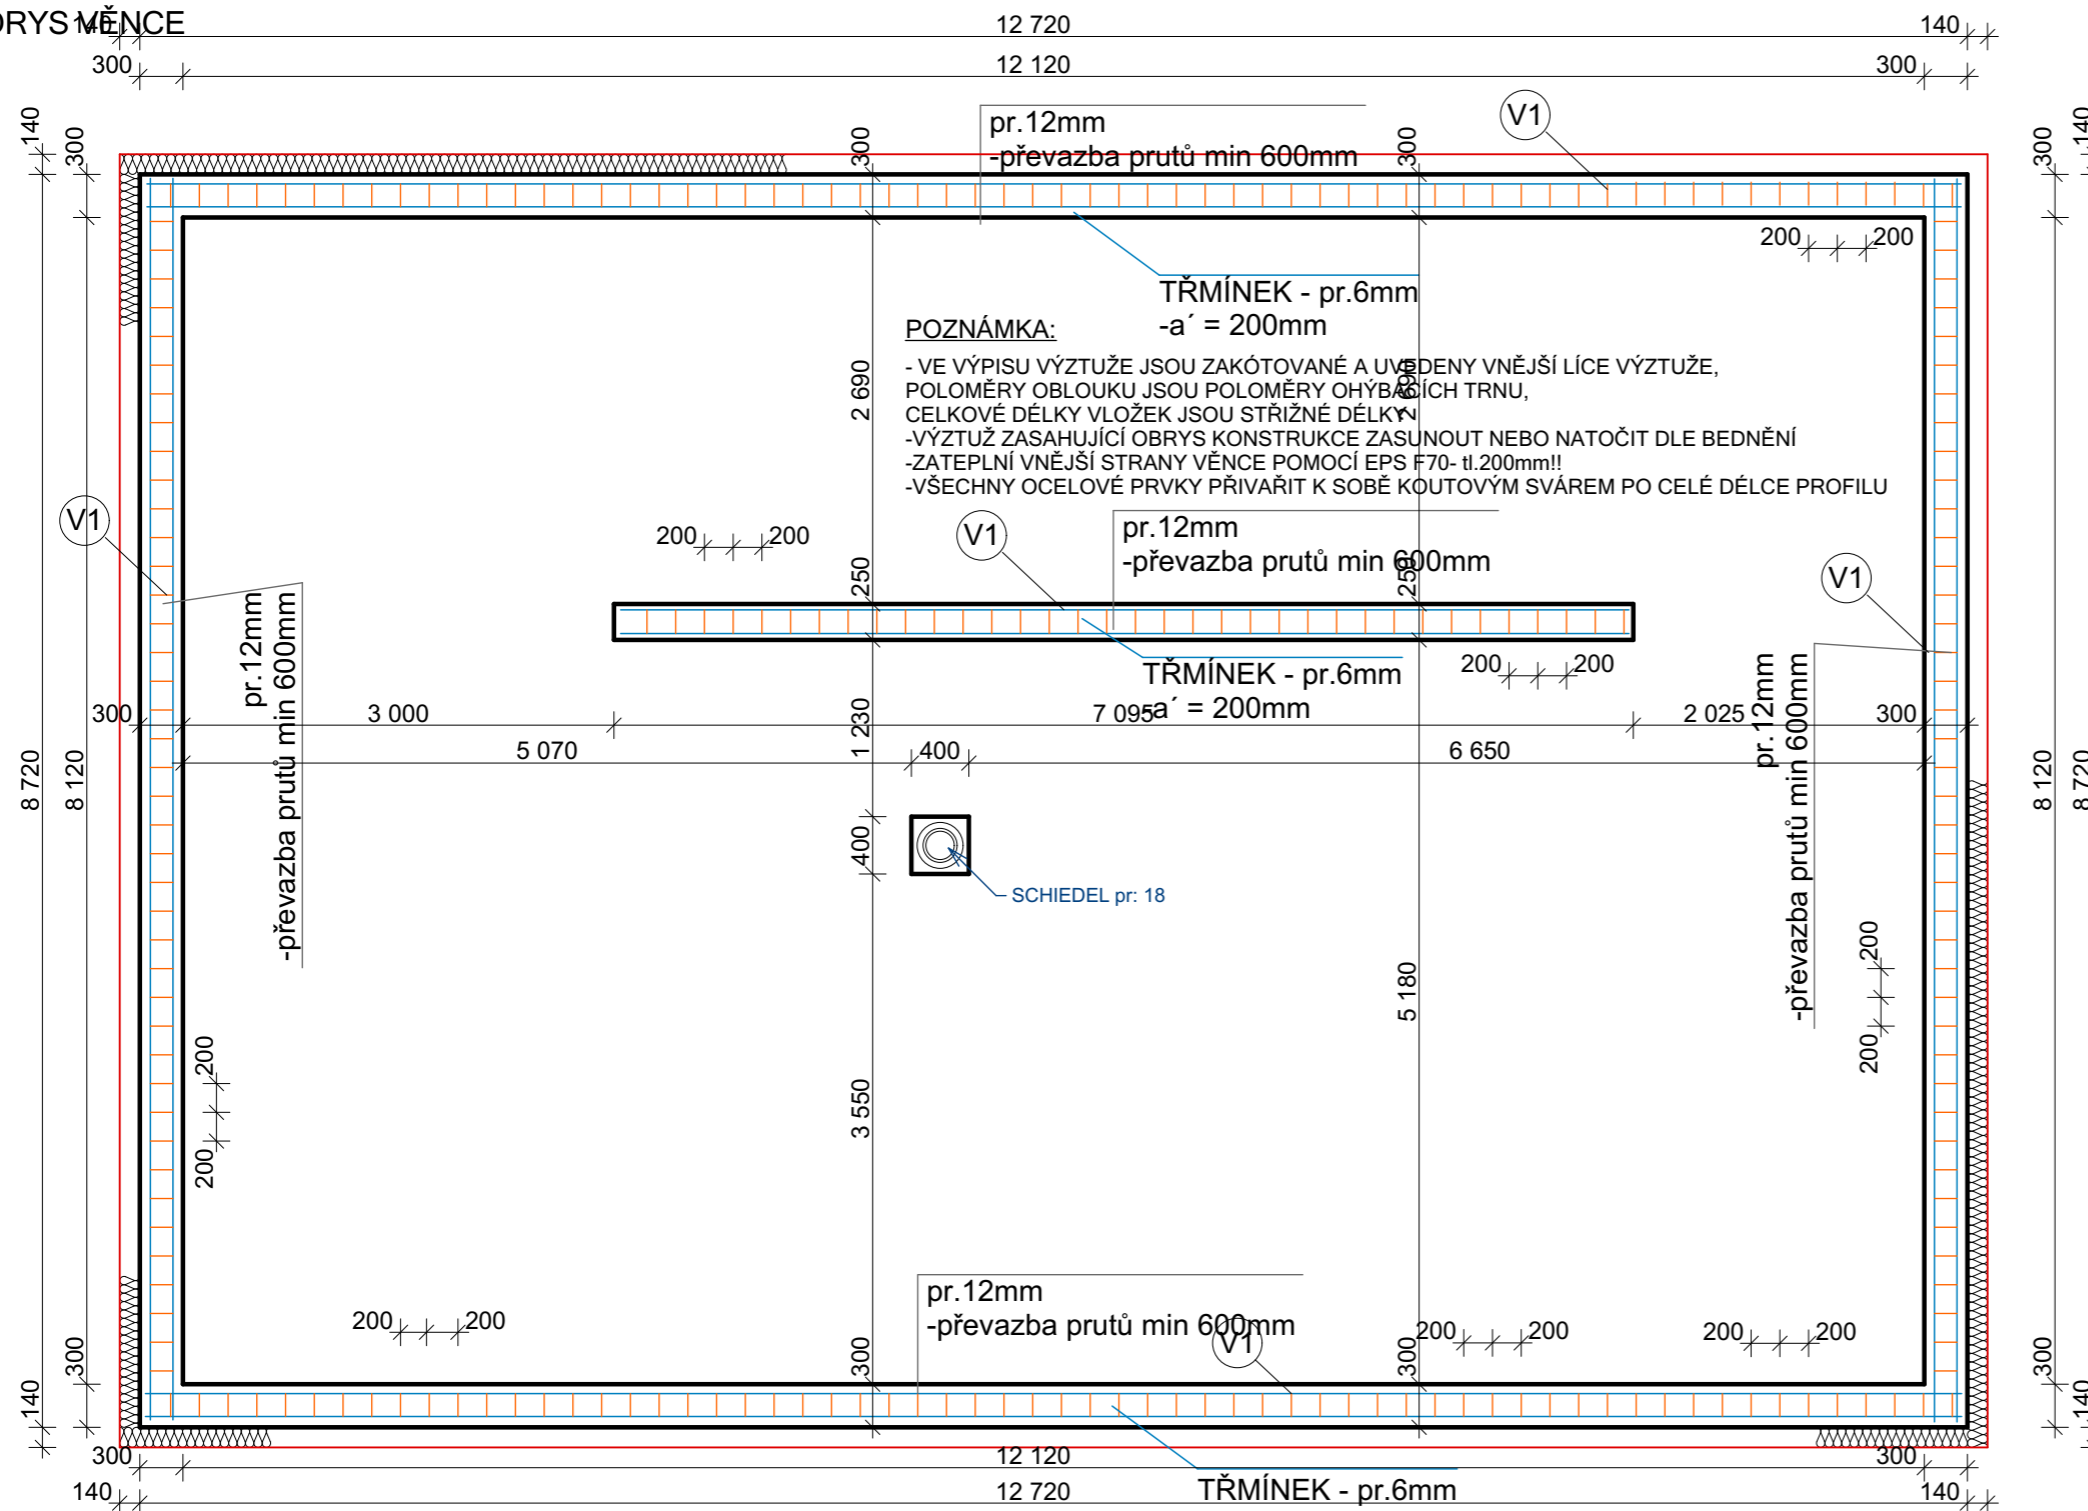 ORYS VĚNCE
140
12 720
140
300
12 120
300
140
300
300
300
300
140
pr.12mm
-převazba prutů min 600mm
V1
200
200
TŘMÍNEK - pr.6mm
-a´ = 200mm
POZNÁMKA:
- VE VÝPISU VÝZTUŽE JSOU ZAKÓTOVANÉ A UVEDENY VNĚJŠÍ LÍCE VÝZTUŽE,
POLOMĚRY OBLOUKU JSOU POLOMĚRY OHÝBACÍCH TRNU,
CELKOVÉ DÉLKY VLOŽEK JSOU STŘIŽNÉ DÉLKY
-VÝZTUŽ ZASAHUJÍCÍ OBRYS KONSTRUKCE ZASUNOUT NEBO NATOČIT DLE BEDNĚNÍ
-ZATEPLNÍ VNĚJŠÍ STRANY VĚNCE POMOCÍ EPS F70- tl.200mm!!
-VŠECHNY OCELOVÉ PRVKY PŘIVAŘIT K SOBĚ KOUTOVÝM SVÁREM PO CELÉ DÉLCE PROFILU
2 690
2 690
V1
200
200
V1
pr.12mm
-převazba prutů min 600mm
V1
250
250
pr.12mm
-převazba prutů min 600mm
TŘMÍNEK - pr.6mm
-a´ = 200mm
200
200
pr.12mm
-převazba prutů min 600mm
300
3 000
7 095
2 025
300
1 230
5 070
400
6 650
8 720
8 120
8 120
8 720
400
SCHIEDEL pr: 18
5 180
200
200
200
200
3 550
pr.12mm
-převazba prutů min 600mm
V1
200
200
200
200
200
200
300
300
300
300
140
140
300
12 120
300
140
12 720
TŘMÍNEK - pr.6mm
140